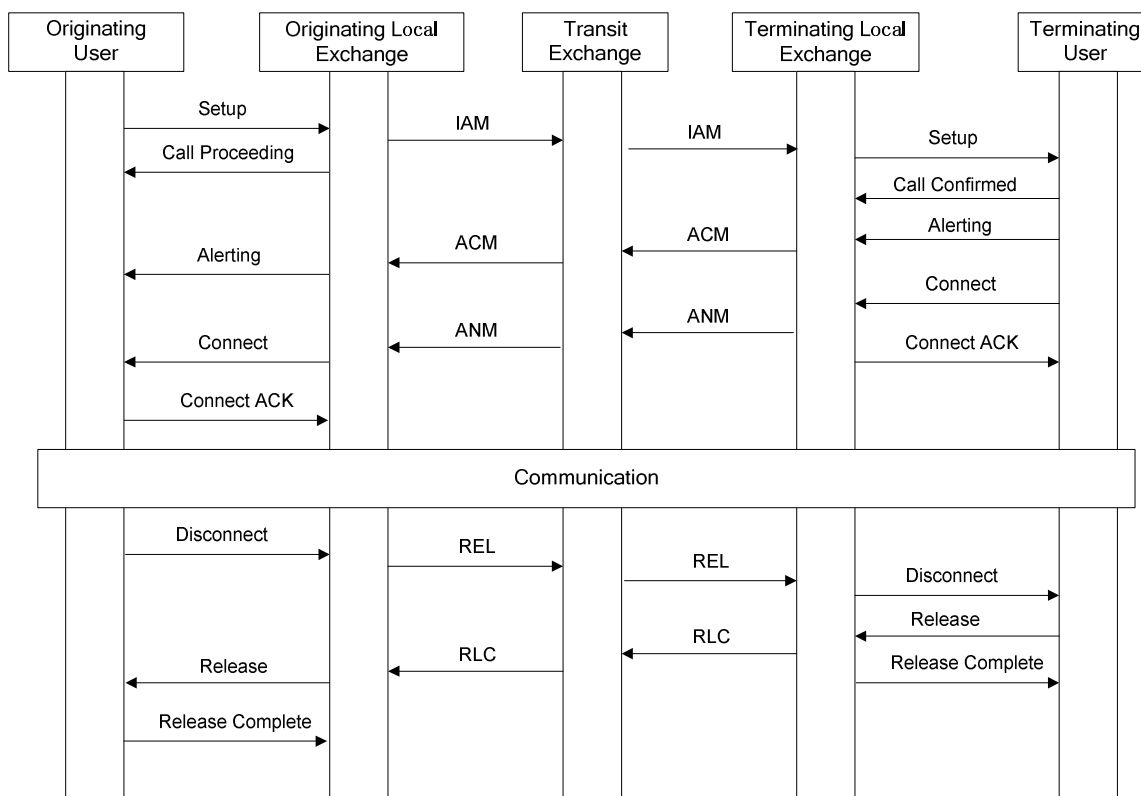 Originating
User
Originating Local
Exchange
Transit
Exchange
Terminating Local
Exchange
Terminating
User
Setup
IAM
IAM
Setup
Call Proceeding
Call Confirmed
Alerting
ACM
ACM
Alerting
Connect
ANM
ANM
Connect
Connect ACK
Connect ACK
Communication
Disconnect
REL
REL
Disconnect
Release
RLC
RLC
Release
Release Complete
Release Complete